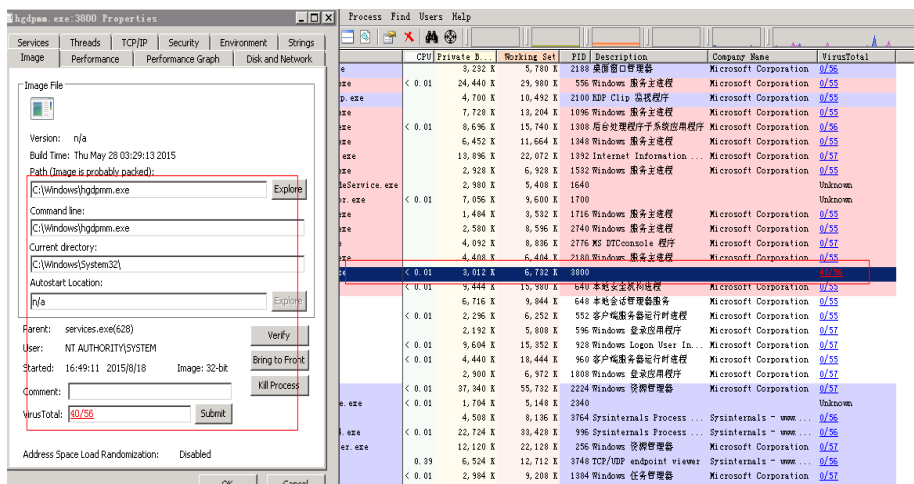 hgdpmm.exe:3800 Properties
Services Threads TCP/IP Security Environment Strings
Image Performance Performance Graph Disk and Network
Image File
Version: n/a
Build Time: Thu May 28 03:29:13 2015
Path (Image is probably packed):
C:\Windows\hgdpmm.exe Explore
Command line:
C:\Windows\hgdpmm.exe
Current directory:
C:\Windows\System32\
Autostart Location:
n/a Explore
Parent: services.exe(628)
Verify
User: NT AUTHORITY\SYSTEM
Started: 16:49:11 2015/8/18 Image: 32-bit
Bring to Front
Comment:
Kill Process
VirusTotal: 40/56 Submit
Address Space Load Randomization: Disabled
OK Cancel
Process Find Users Help
CPU Private B... Working Set PID Description Company Name VirusTotal
e 3,232 K 5,780 K 2188 桌面窗口管理器 Microsoft Corporation 0/56
exe < 0.01 24,440 K 29,980 K 556 Windows 服务主进程 Microsoft Corporation 0/55
p.exe 4,700 K 10,492 K 2100 RDP Clip 监视程序 Microsoft Corporation 0/55
exe 7,728 K 13,204 K 1096 Windows 服务主进程 Microsoft Corporation 0/55
exe < 0.01 8,696 K 15,740 K 1308 后台处理程序子系统应用程序 Microsoft Corporation 0/56
exe 6,452 K 11,664 K 1348 Windows 服务主进程 Microsoft Corporation 0/55
exe 13,896 K 22,072 K 1392 Internet Information ... Microsoft Corporation 0/57
exe 2,928 K 6,928 K 1532 Windows 服务主进程 Microsoft Corporation 0/55
deService.exe 2,980 K 5,408 K 1640 Unknown
or.exe < 0.01 7,056 K 9,600 K 1700 Unknown
exe 1,484 K 3,532 K 1716 Windows 服务主进程 Microsoft Corporation 0/55
exe 2,580 K 8,596 K 2740 Windows 服务主进程 Microsoft Corporation 0/55
4,092 K 8,836 K 2776 MS DTCconsole 程序 Microsoft Corporation 0/57
exe 4,408 K 6,404 K 2180 Windows 服务主进程 Microsoft Corporation 0/55
xe < 0.01 3,012 K 6,732 K 3800 40/56
< 0.01 9,444 K 15,980 K 640 本地安全机构进程 Microsoft Corporation 0/55
6,716 K 9,844 K 648 本地会话管理器服务 Microsoft Corporation 0/55
< 0.01 2,296 K 6,252 K 552 客户端服务器运行时进程 Microsoft Corporation 0/55
2,192 K 5,808 K 596 Windows 登录应用程序 Microsoft Corporation 0/57
< 0.01 9,604 K 15,352 K 928 Windows Logon User In... Microsoft Corporation 0/57
< 0.01 4,440 K 18,444 K 960 客户端服务器运行时进程 Microsoft Corporation 0/55
2,900 K 6,972 K 1808 Windows 登录应用程序 Microsoft Corporation 0/57
< 0.01 37,340 K 55,732 K 2224 Windows 资源管理器 Microsoft Corporation 0/57
e.exe < 0.01 1,704 K 5,148 K 2340 Unknown
4,508 K 8,136 K 3764 Sysinternals Process ... Sysinternals - www.... 0/56
4.exe < 0.01 22,724 K 33,428 K 996 Sysinternals Process ... Sysinternals - www.... 0/56
er.exe 12,120 K 22,128 K 256 Windows 资源管理器 Microsoft Corporation 0/57
0.39 6,524 K 12,712 K 3748 TCP/UDP endpoint viewer Sysinternals - www.... 0/56
< 0.01 2,984 K 9,208 K 1384 Windows 任务管理器 Microsoft Corporation 0/57